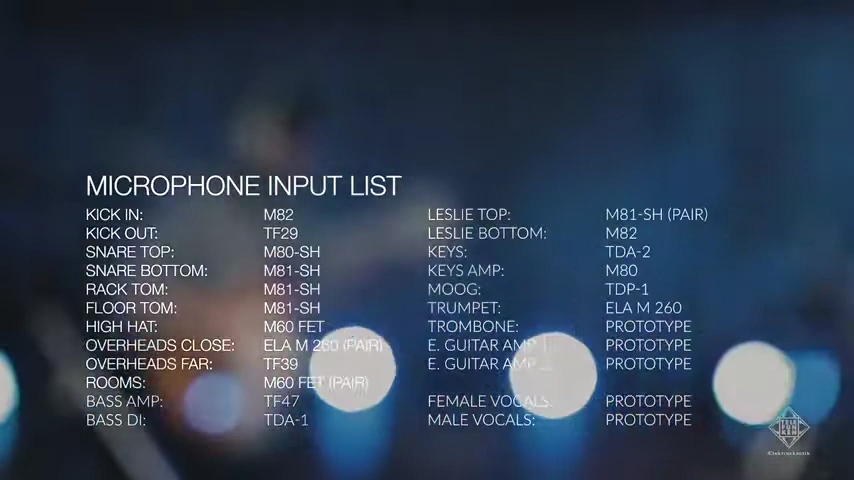 MICROPHONE INPUT LIST
KICK IN: M82
KICK OUT: TF29
SNARE TOP: M80-SH
SNARE BOTTOM: M81-SH
RACK TOM: M81-SH
FLOOR TOM: M81-SH
HIGH HAT: M60 FET
OVERHEADS CLOSE: ELA M 260 (PAIR)
OVERHEADS FAR: TF39
ROOMS: M60 FET (PAIR)
BASS AMP: TF47
BASS DI: TDA-1
LESLIE TOP: M81-SH (PAIR)
LESLIE BOTTOM: M82
KEYS: TDA-2
KEYS AMP: M80
MOOG: TDP-1
TRUMPET: ELA M 260
TROMBONE: PROTOTYPE
E. GUITAR AMP PROTOTYPE
E. GUITAR AMP PROTOTYPE
FEMALE VOCALS: PROTOTYPE
MALE VOCALS: PROTOTYPE
TELE
FUN
KEN